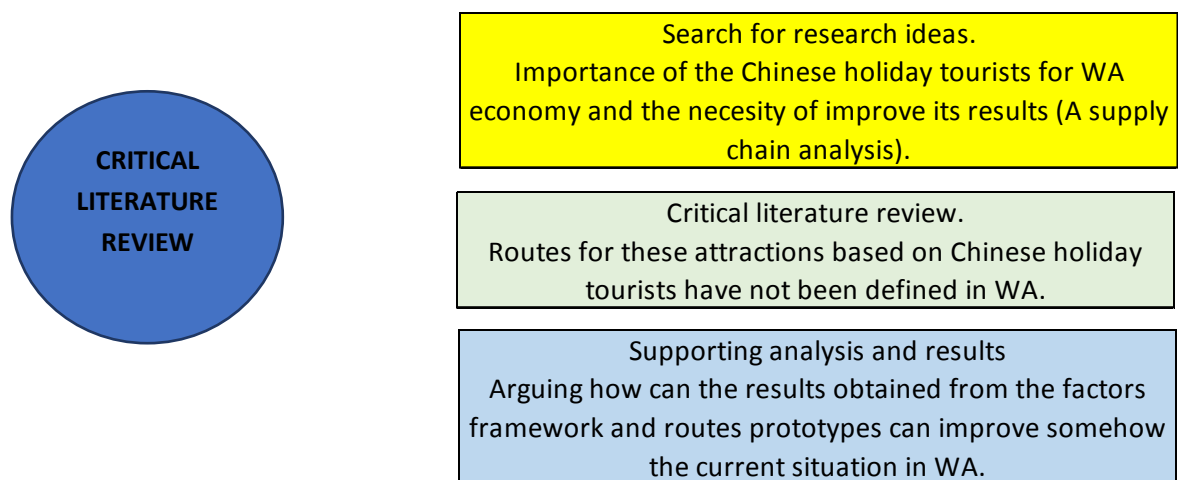 CRITICAL
LITERATURE
REVIEW
Search for research ideas.
Importance of the Chinese holiday tourists for WA
economy and the necesity of improve its results (A supply
chain analysis).
Critical literature review.
Routes for these attractions based on Chinese holiday
tourists have not been defined in WA.
Supporting analysis and results
Arguing how can the results obtained from the factors
framework and routes prototypes can improve somehow
the current situation in WA.